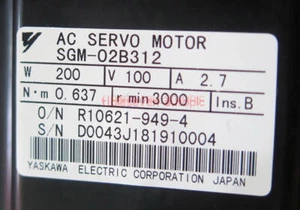 AC SERVO MOTOR
SGM-02B312
W 200 V 100 A 2.7
N·m 0.637 r/min 3000 Ins. B
O/N R10621-949-4
S/N D0043J181910004
YASKAWA ELECTRIC CORPORATION JAPAN